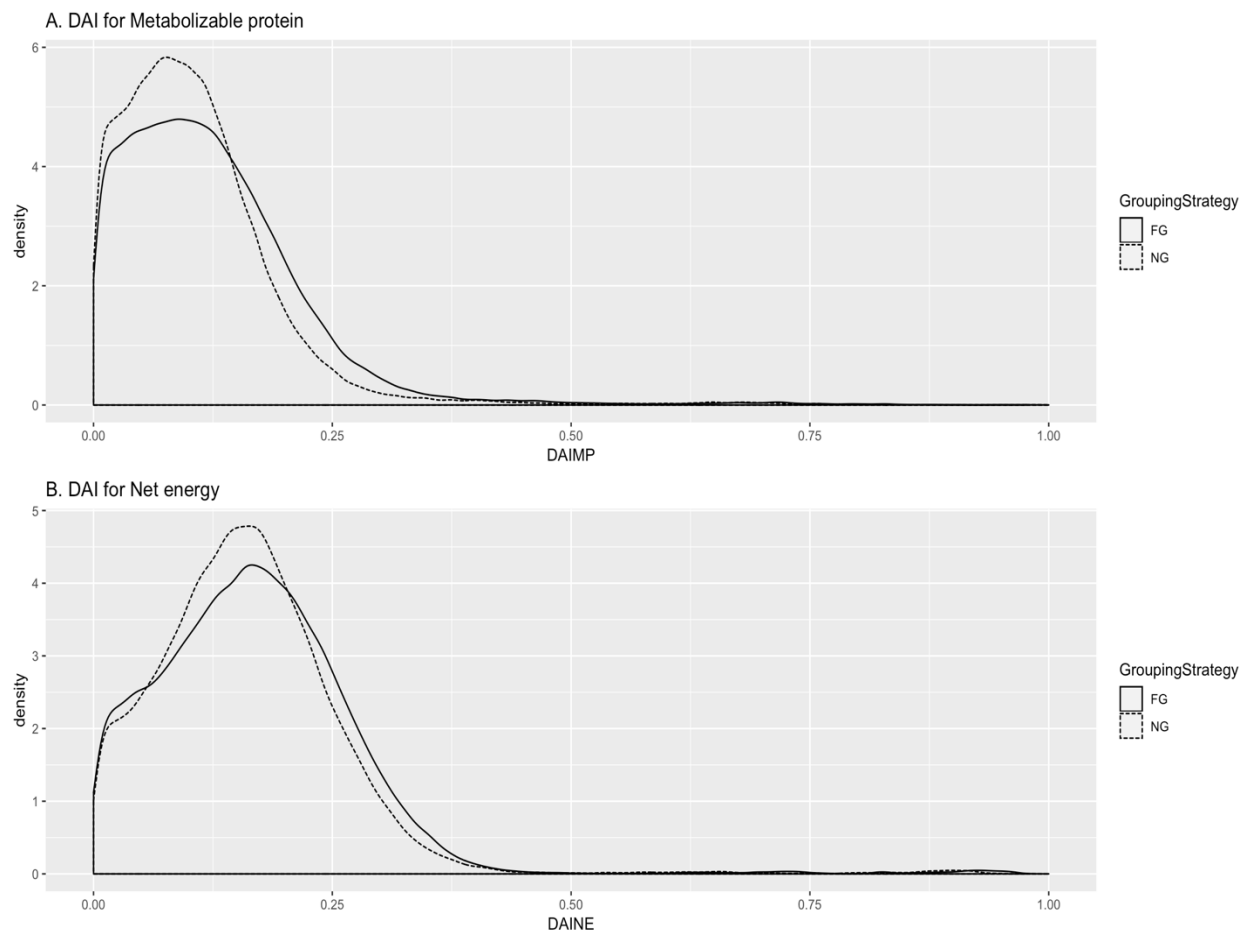 A. DAI for Metabolizable protein
6
4
2
0
density
0.00 0.25 0.50 0.75 1.00
DAIMP
GroupingStrategy
FG
NG
B. DAI for Net energy
5
4
3
2
1
0
density
0.00 0.25 0.50 0.75 1.00
DAINE
GroupingStrategy
FG
NG